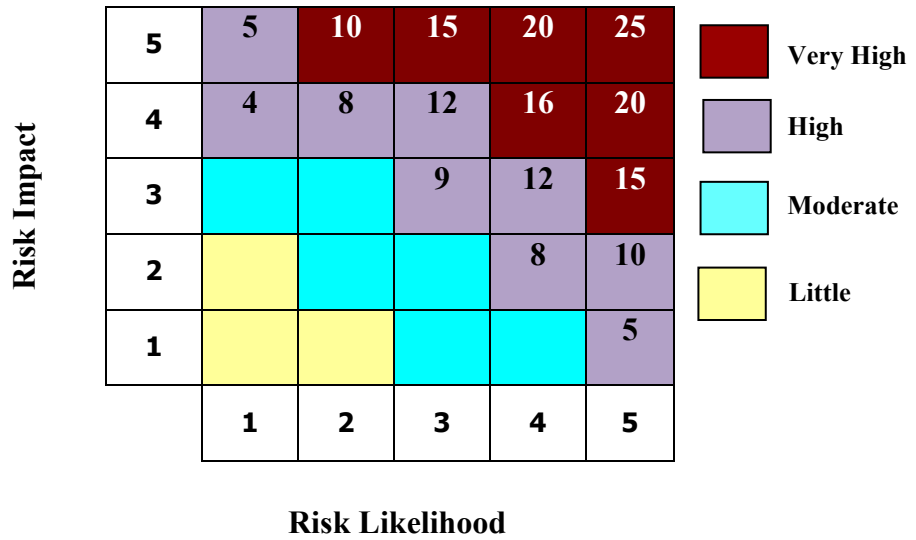 5 5 10 15 20 25
4 4 8 12 16 20
3 9 12 15
2 8 10
1 5
1 2 3 4 5
Risk Impact
Risk Likelihood
Very High
High
Moderate
Little